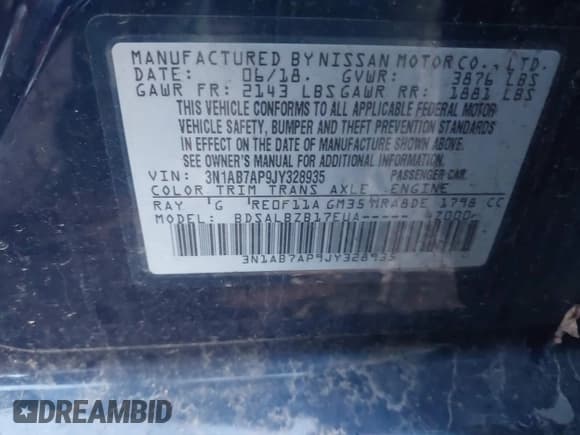 MANUFACTURED BY NISSAN MOTOR CO., LTD.
DATE: 06/18. GVWR: 3876 LBS
GAWR FR: 2143 LBS GAWR RR: 1881 LBS
THIS VEHICLE CONFORMS TO ALL APPLICABLE FEDERAL MOTOR
VEHICLE SAFETY, BUMPER AND THEFT PREVENTION STANDARDS
IN EFFECT ON THE DATE OF MANUFACTURE SHOWN ABOVE.
SEE OWNER'S MANUAL FOR ADDITIONAL INFORMATION.
VIN: 3N1AB7AP9JY328935 PASSENGER CAR
COLOR TRIM TRANS AXLE ENGINE
RAY G RE0F11A GM35 MRA8DE 1798 CC
MODEL: BDSALBZB17EUA----- -Z000-
3N1AB7AP9JY328935
DREAMBID